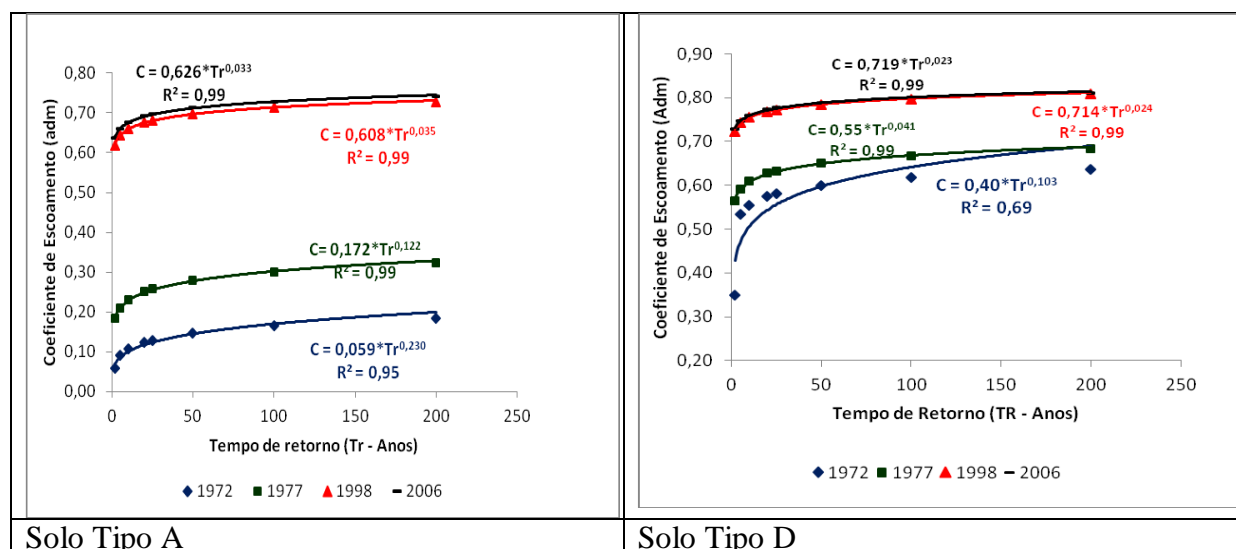 Coeficiente de Escoamento (adm)
0,80
0,70
0,60
0,50
0,40
0,30
0,20
0,10
0,00
C = 0,626*Tr^0,033
R² = 0,99
C = 0,608*Tr^0,035
R² = 0,99
C= 0,172*Tr^0,122
R² = 0,99
C = 0,059*Tr^0,230
R² = 0,95
0 50 100 150 200 250
Tempo de retorno (Tr - Anos)
1972 1977 1998 2006
Solo Tipo A
Coeficiente de Escoamento (Adm)
0,90
0,80
0,70
0,60
0,50
0,40
0,30
0,20
C = 0,719*Tr^0,023
R² = 0,99
C = 0,714*Tr^0,024
R² = 0,99
C = 0,55*Tr^0,041
R² = 0,99
C = 0,40*Tr^0,103
R² = 0,69
0 50 100 150 200 250
Tempo de Retorno (TR - Anos)
1972 1977 1998 2006
Solo Tipo D